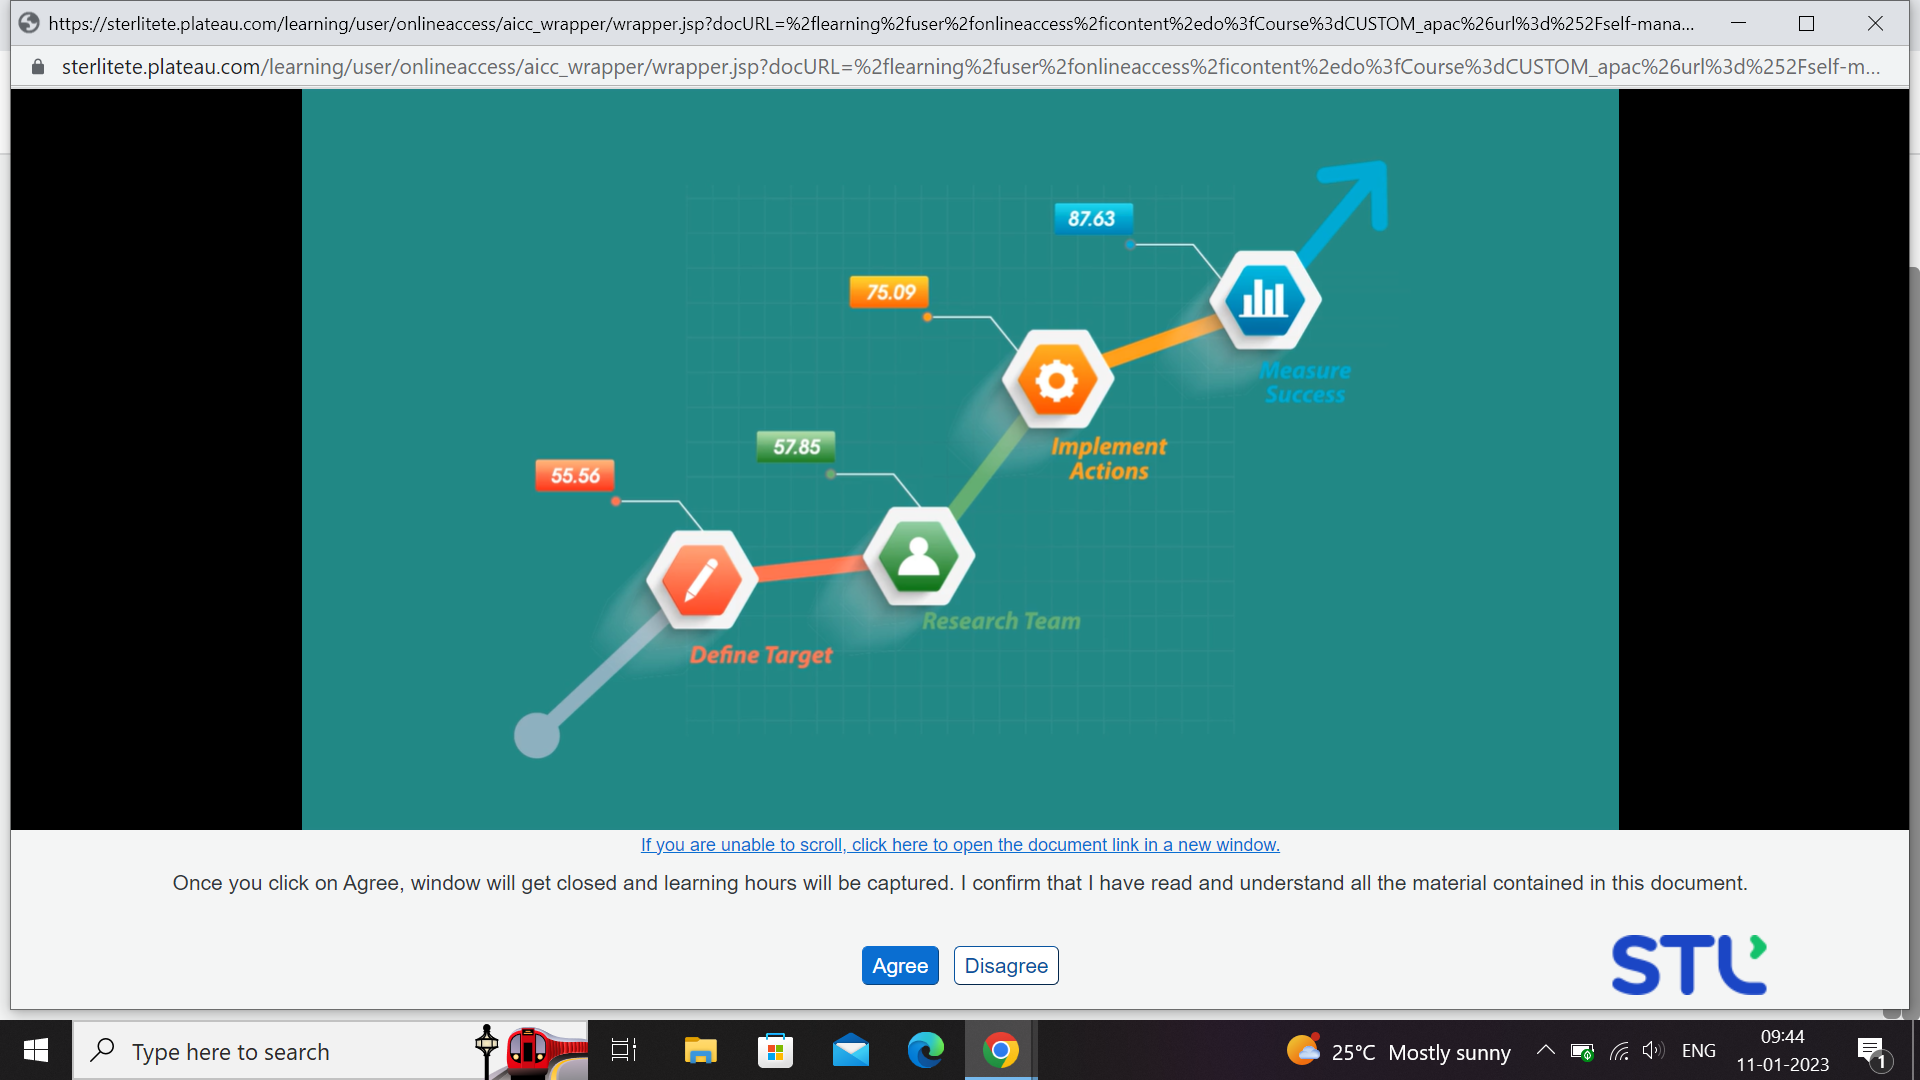 https://sterlitete.plateau.com/learning/user/onlineaccess/aicc_wrapper/wrapper.jsp?docURL=%2flearning%2fuser%2fonlineaccess%2ficontent%2edo%3fCourse%3dCUSTOM_apac%26url%3d%252Fself-mana...
sterlitete.plateau.com/learning/user/onlineaccess/aicc_wrapper/wrapper.jsp?docURL=%2flearning%2fuser%2fonlineaccess%2ficontent%2edo%3fCourse%3dCUSTOM_apac%26url%3d%252Fself-m...
87.63
75.09
Measure
Success
57.85
Implement
Actions
55.56
Research Team
Define Target
If you are unable to scroll, click here to open the document link in a new window.
Once you click on Agree, window will get closed and learning hours will be captured. I confirm that I have read and understand all the material contained in this document.
Agree
Disagree
STL
Type here to search
25°C Mostly sunny
ENG
09:44
11-01-2023
1